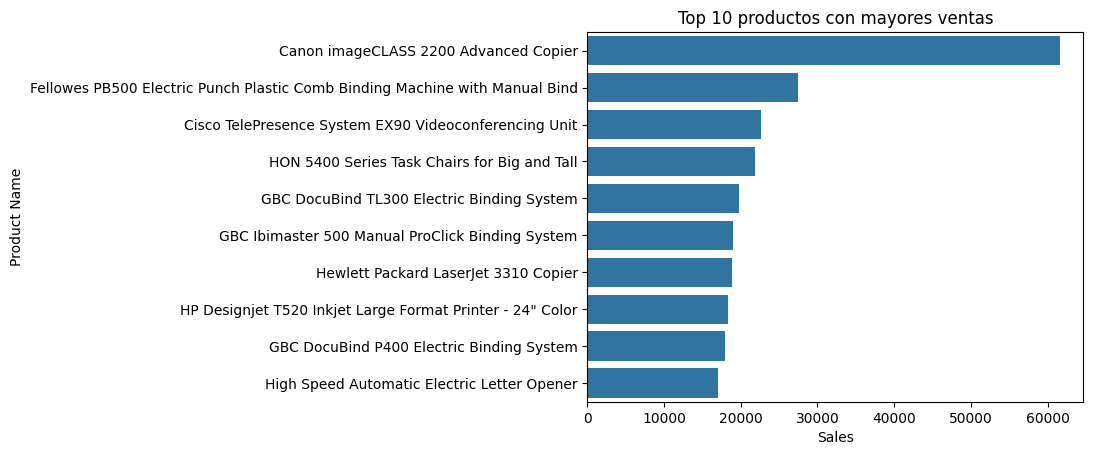 Top 10 productos con mayores ventas
Product Name
Canon imageCLASS 2200 Advanced Copier
Fellowes PB500 Electric Punch Plastic Comb Binding Machine with Manual Bind
Cisco TelePresence System EX90 Videoconferencing Unit
HON 5400 Series Task Chairs for Big and Tall
GBC DocuBind TL300 Electric Binding System
GBC Ibimaster 500 Manual ProClick Binding System
Hewlett Packard LaserJet 3310 Copier
HP Designjet T520 Inkjet Large Format Printer - 24" Color
GBC DocuBind P400 Electric Binding System
High Speed Automatic Electric Letter Opener
0 10000 20000 30000 40000 50000 60000
Sales